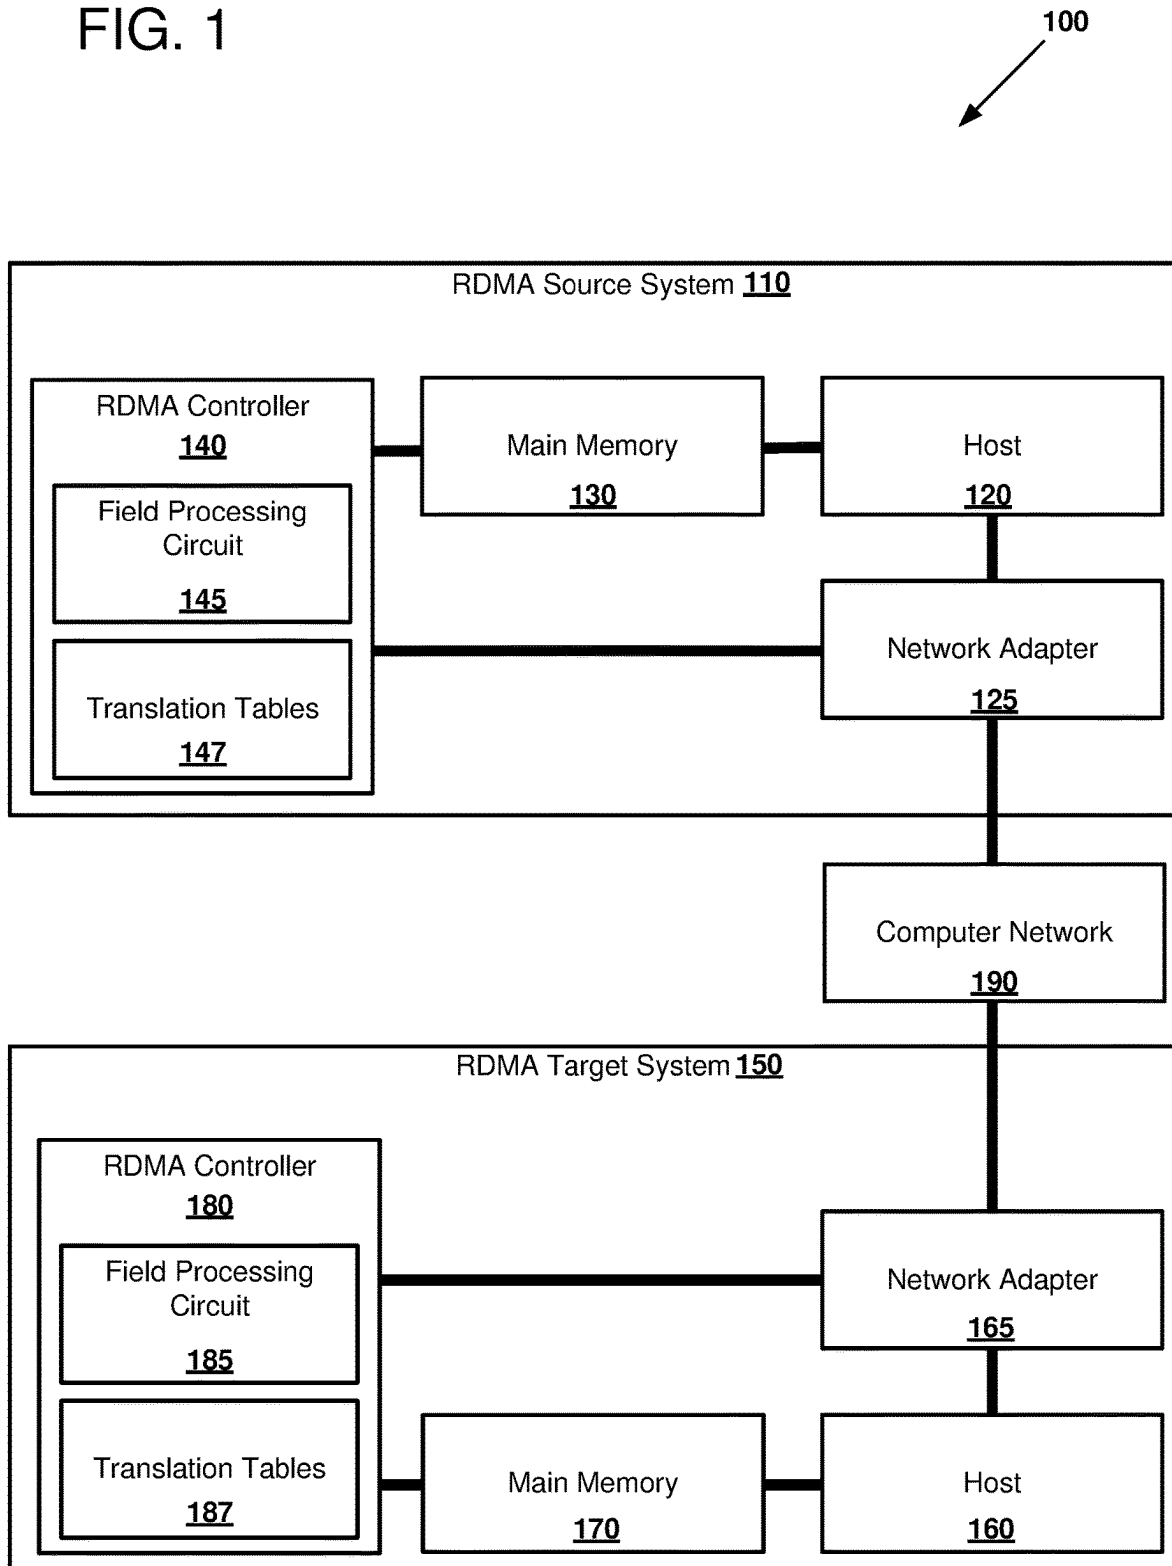 FIG. 1
100
RDMA Source System 110
RDMA Controller
140
Field Processing
Circuit
145
Translation Tables
147
Main Memory
130
Host
120
Network Adapter
125
Computer Network
190
RDMA Target System 150
RDMA Controller
180
Field Processing
Circuit
185
Translation Tables
187
Network Adapter
165
Main Memory
170
Host
160